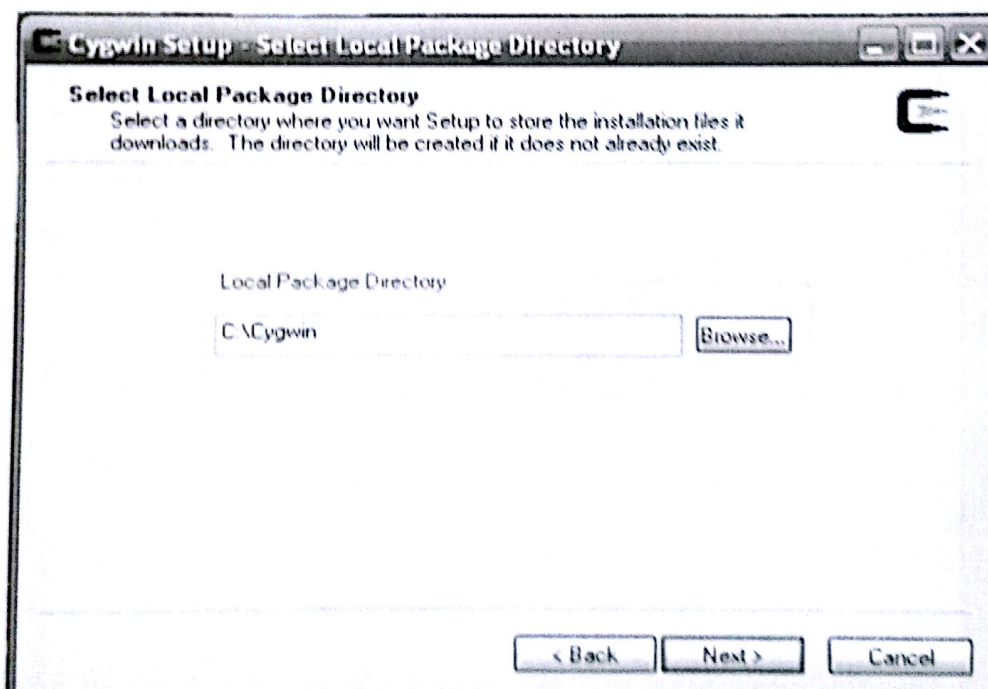 Cygwin Setup - Select Local Package Directory
Select Local Package Directory
Select a directory where you want Setup to store the installation files it
downloads. The directory will be created if it does not already exist.
Local Package Directory
C:\Cygwin
Browse...
< Back
Next >
Cancel